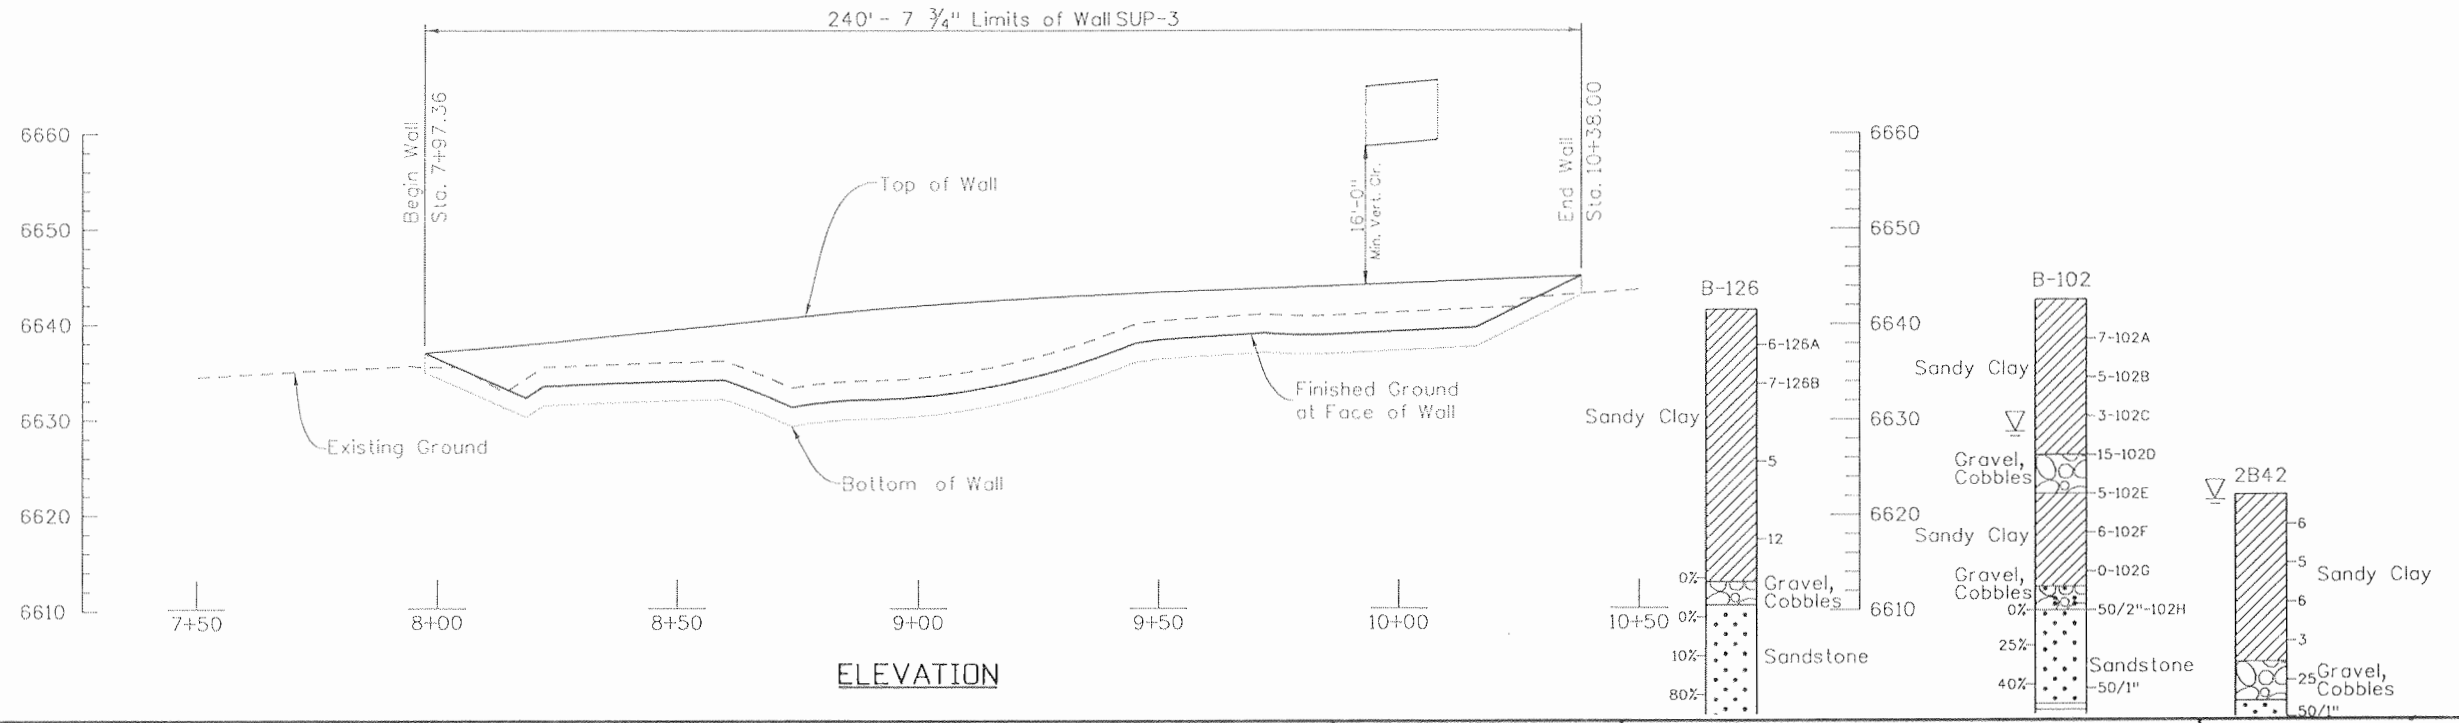 240' - 7 3/4" Limits of Wall SUP-3
Begin Wall
Sta. 7+97.36
End Wall
Sta. 10+38.00
16'-0"
Min. Vert. Clr.
Top of Wall
Existing Ground
Bottom of Wall
Finished Ground
at Face of Wall
6660
6650
6640
6630
6620
6610
7+50
8+00
8+50
9+00
9+50
10+00
10+50
ELEVATION
B-126
6-126A
7-126B
Sandy Clay
5
12
0%
Gravel,
Cobbles
0%
10%
Sandstone
80%
6660
6650
6640
6630
6620
6610
B-102
7-102A
Sandy Clay
5-102B
3-102C
15-102D
Gravel,
Cobbles
5-102E
Sandy Clay
6-102F
0-102G
Gravel,
Cobbles
0%
50/2"-102H
25%
Sandstone
40%
50/1"
2B42
6
5
Sandy Clay
6
3
25
Gravel,
Cobbles
50/1"